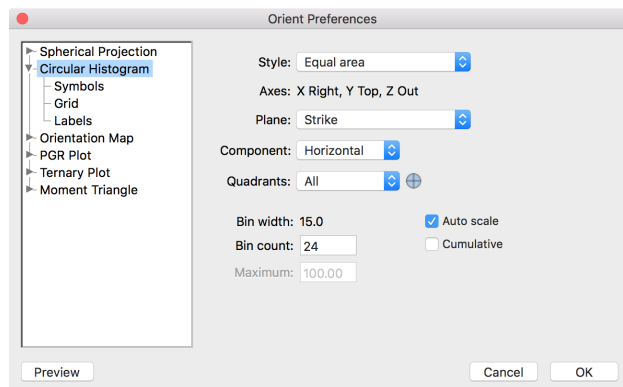 Orient Preferences
Spherical Projection
Circular Histogram
Symbols
Grid
Labels
Orientation Map
PGR Plot
Ternary Plot
Moment Triangle
Style: Equal area
Axes: X Right, Y Top, Z Out
Plane: Strike
Component: Horizontal
Quadrants: All
Bin width: 15.0
Auto scale
Bin count: 24
Cumulative
Maximum: 100.00
Preview
Cancel
OK